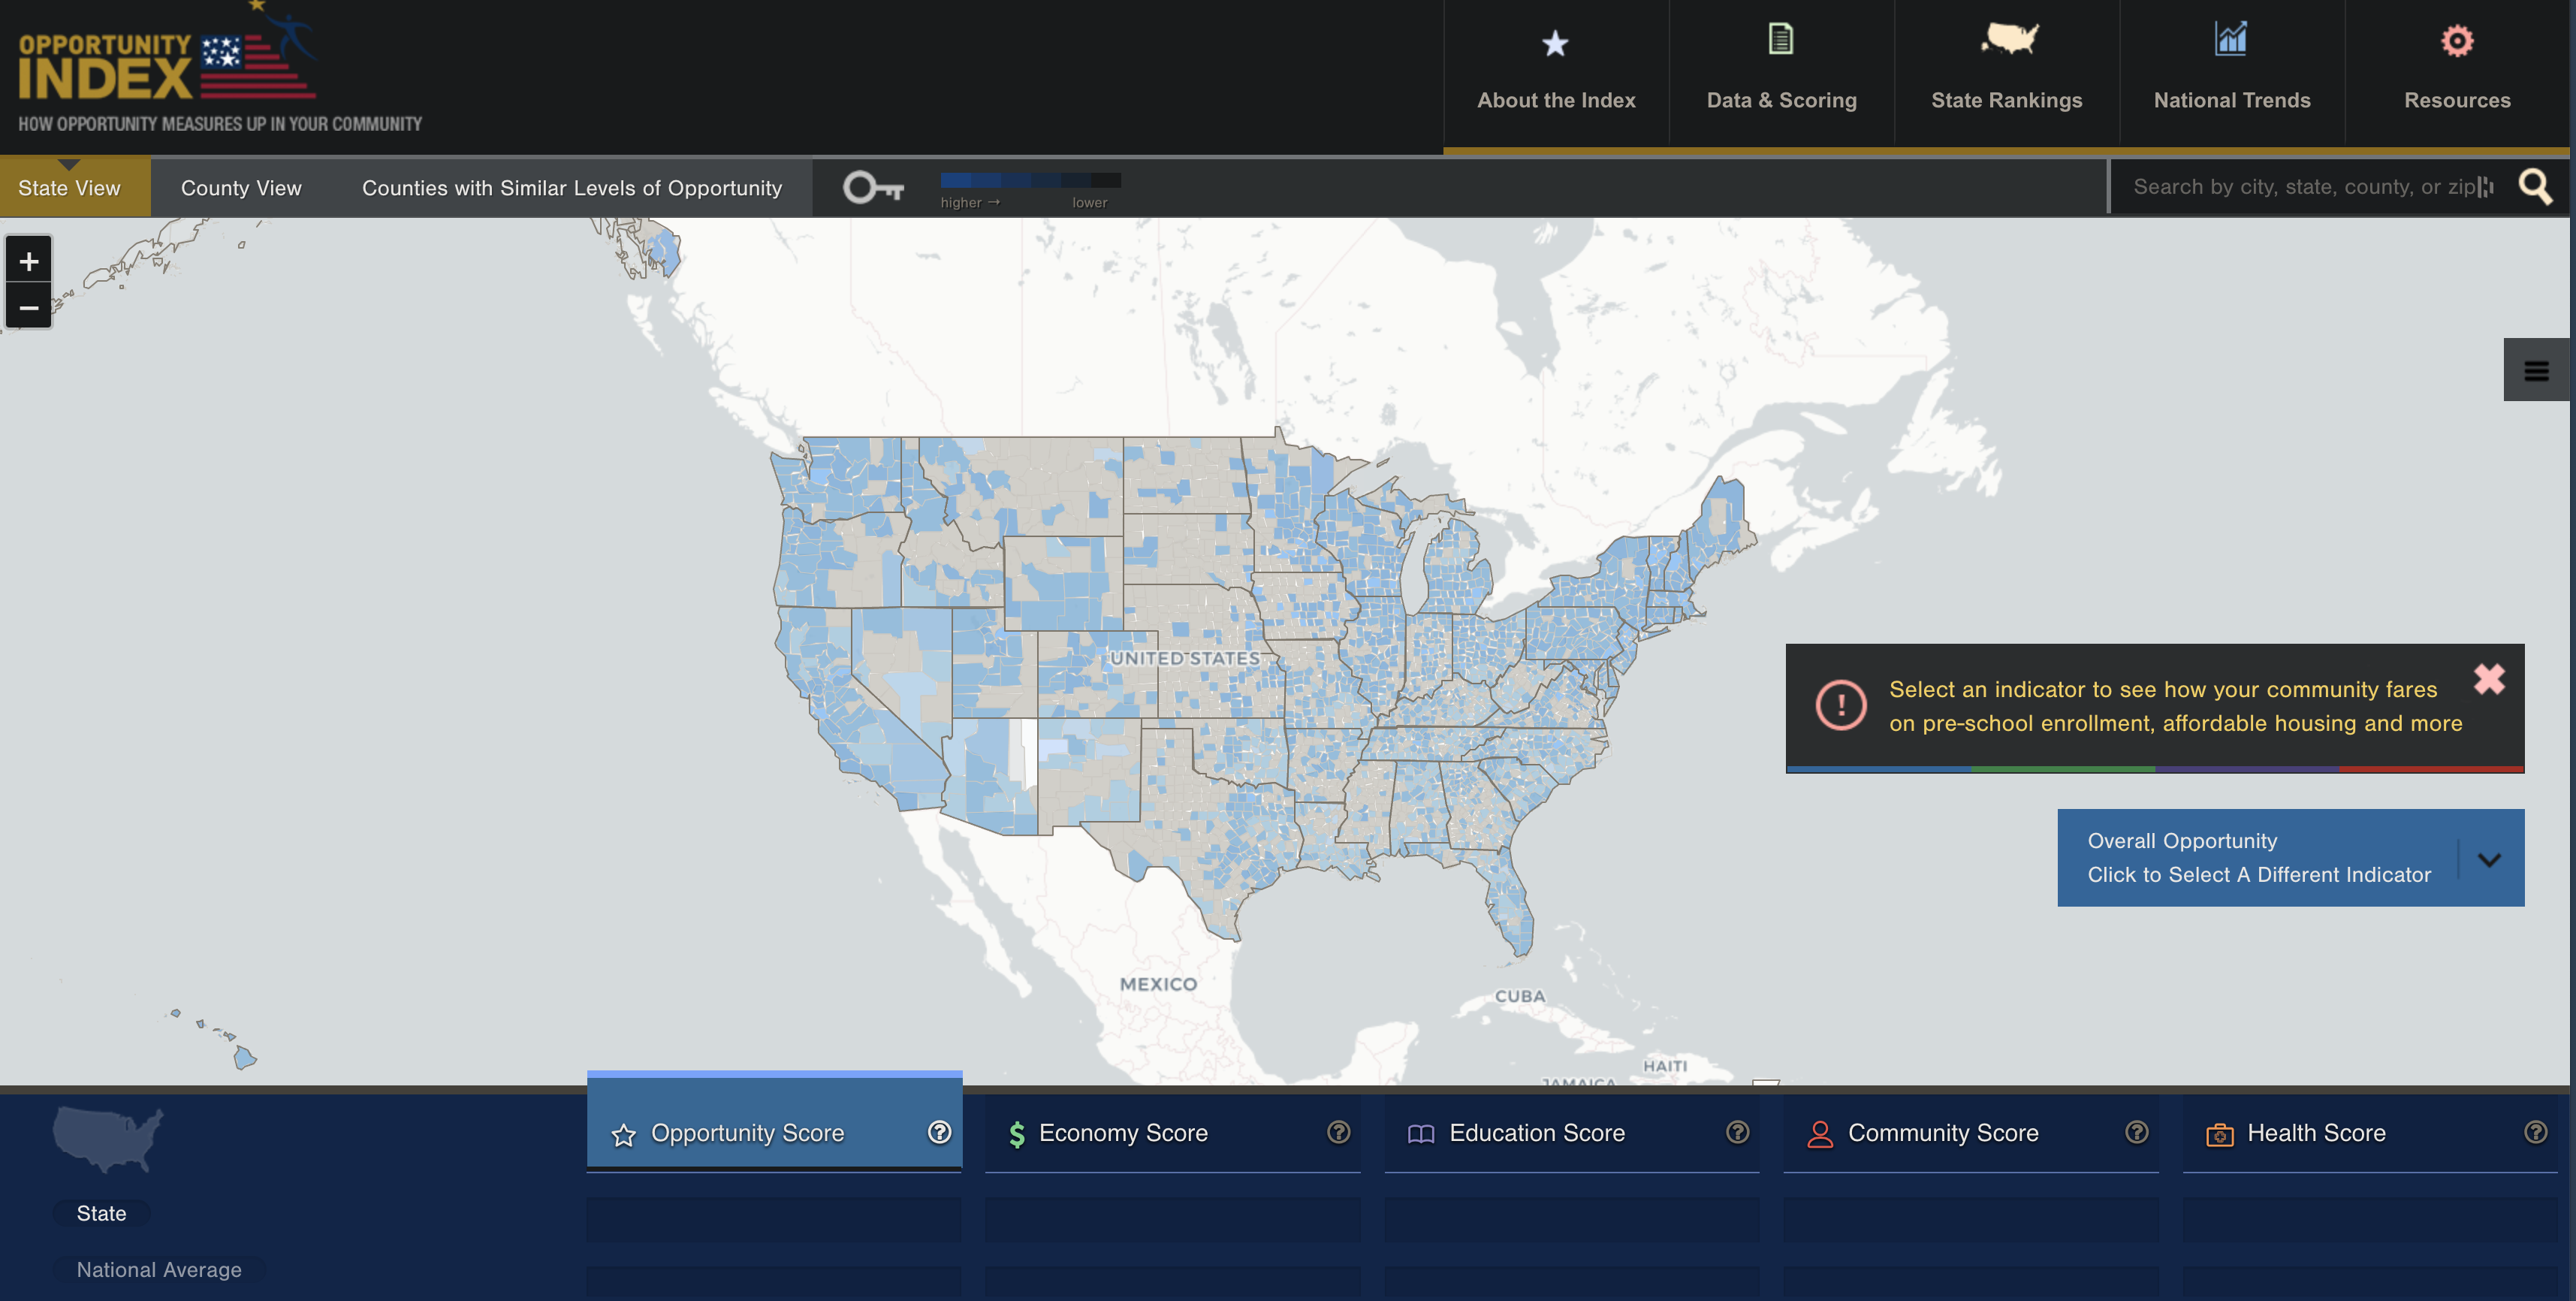 OPPORTUNITY
INDEX
HOW OPPORTUNITY MEASURES UP IN YOUR COMMUNITY
About the Index
Data & Scoring
State Rankings
National Trends
Resources
State View
County View
Counties with Similar Levels of Opportunity
higher →
lower
Search by city, state, county, or zip
+
−
UNITED STATES
Select an indicator to see how your community fares
on pre-school enrollment, affordable housing and more
Overall Opportunity
Click to Select A Different Indicator
MEXICO
CUBA
HAITI
JAMAICA
Opportunity Score
Economy Score
Education Score
Community Score
Health Score
State
National Average